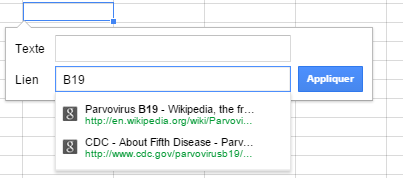 Texte
Lien B19 Appliquer
Parvovirus B19 - Wikipedia, the fr…
http://en.wikipedia.org/wiki/Parvovi…
CDC - About Fifth Disease - Parv…
http://www.cdc.gov/parvovirusb19/…